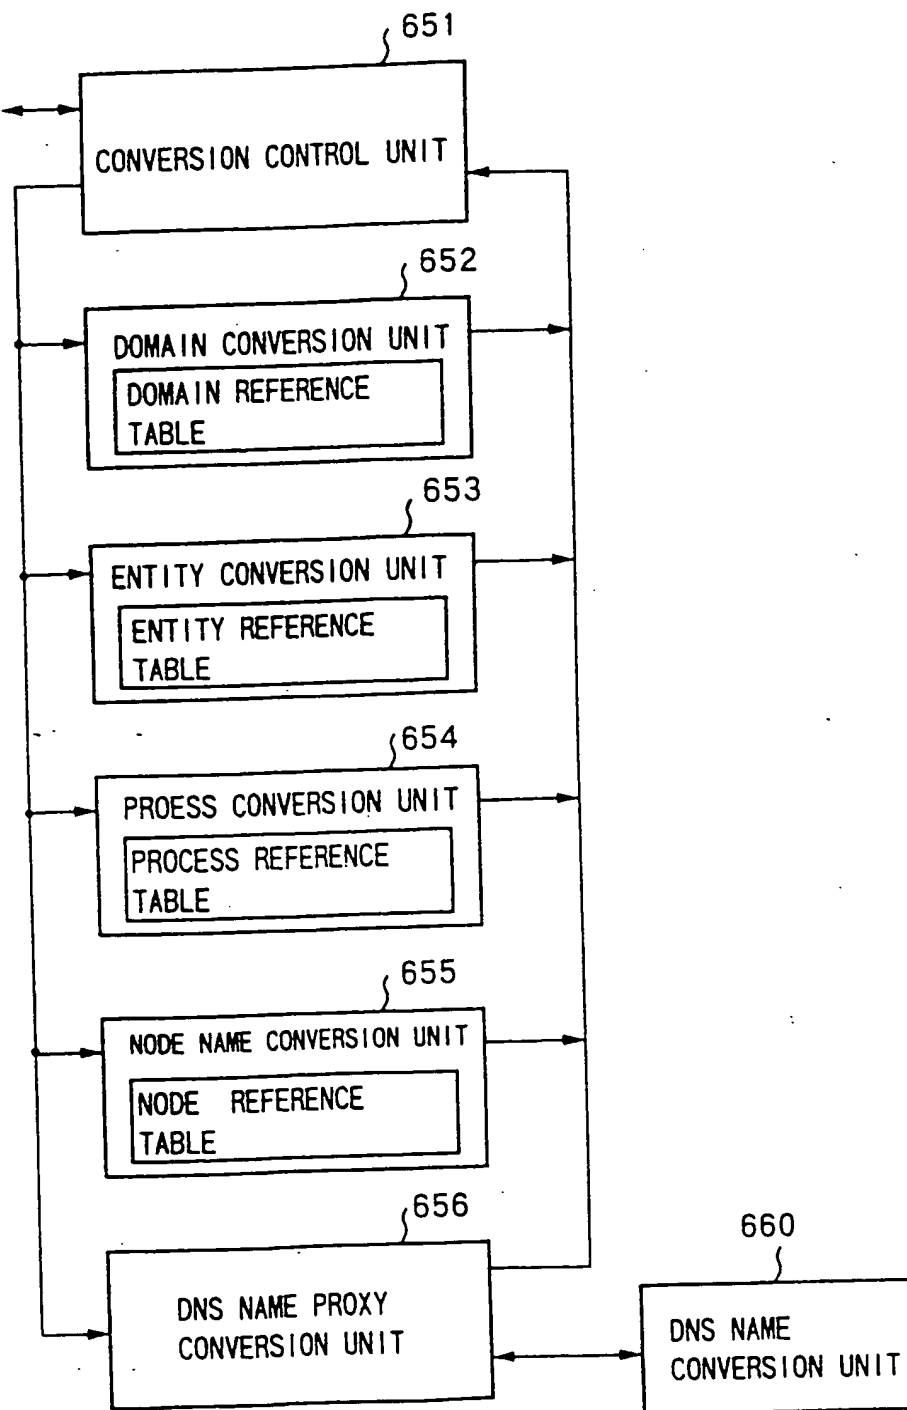 651
CONVERSION CONTROL UNIT
652
DOMAIN CONVERSION UNIT
DOMAIN REFERENCE
TABLE
653
ENTITY CONVERSION UNIT
ENTITY REFERENCE
TABLE
654
PROESS CONVERSION UNIT
PROCESS REFERENCE
TABLE
655
NODE NAME CONVERSION UNIT
NODE REFERENCE
TABLE
656
DNS NAME PROXY
CONVERSION UNIT
660
DNS NAME
CONVERSION UNIT